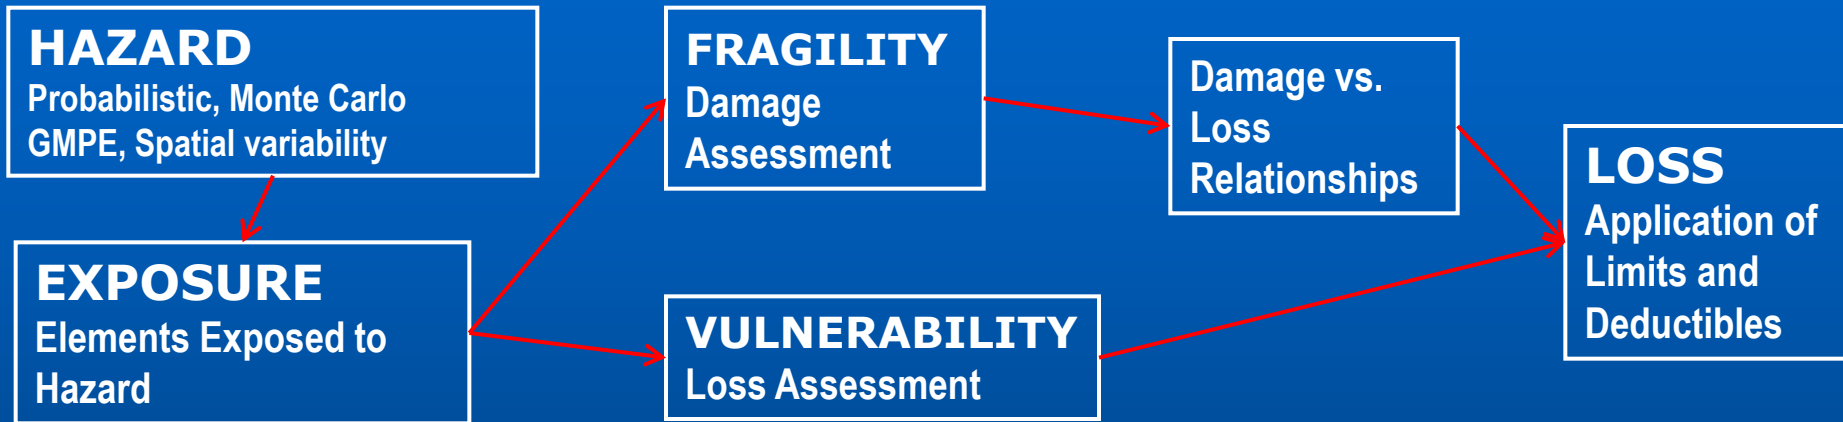 HAZARD
Probabilistic, Monte Carlo
GMPE, Spatial variability
EXPOSURE
Elements Exposed to
Hazard
FRAGILITY
Damage
Assessment
VULNERABILITY
Loss Assessment
Damage vs.
Loss
Relationships
LOSS
Application of
Limits and
Deductibles